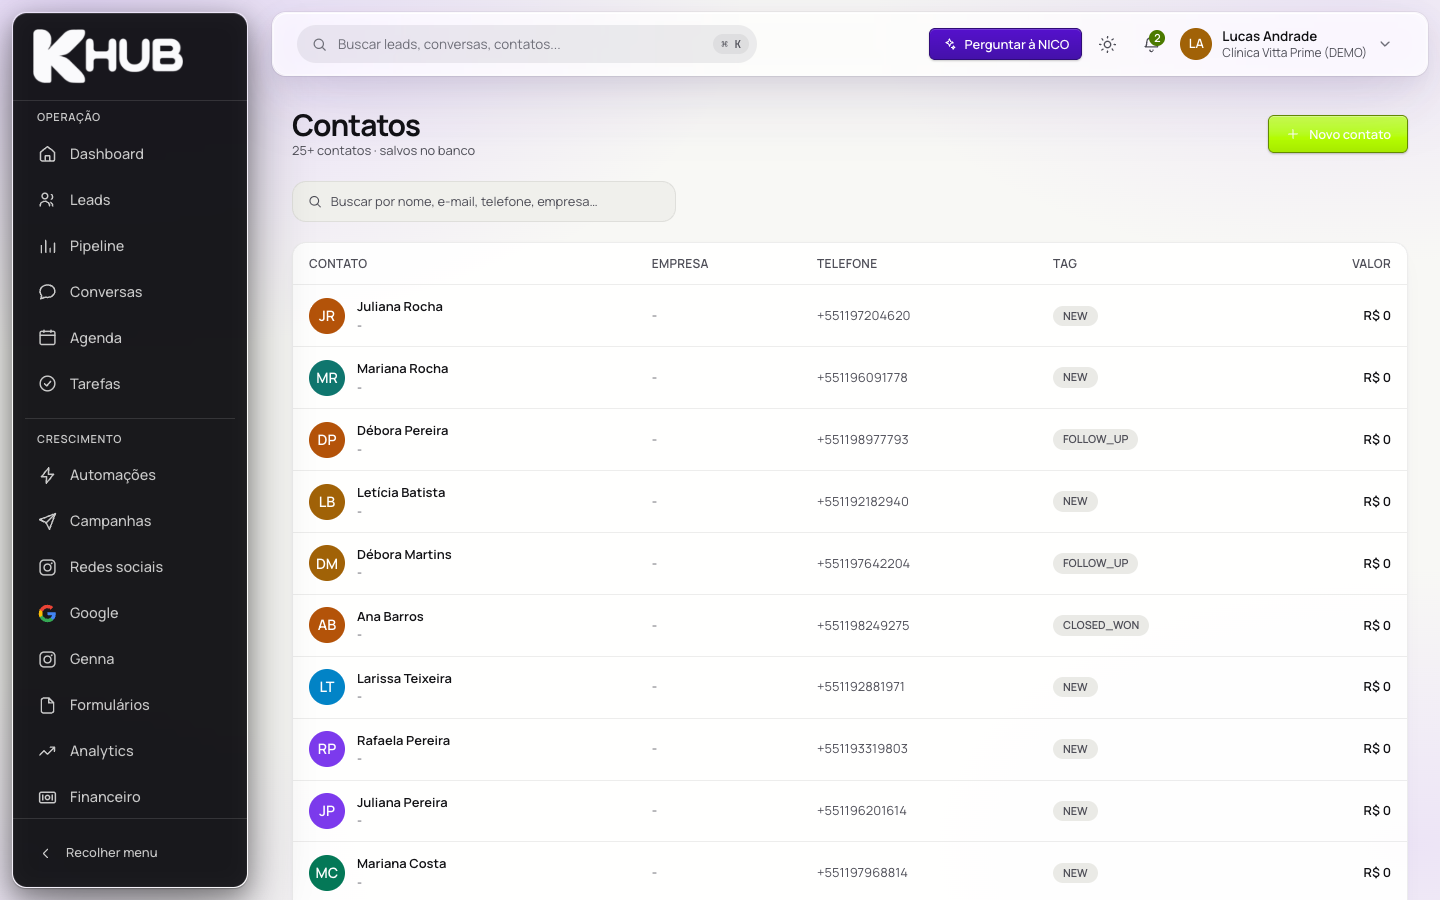 KHUB
OPERAÇÃO
Dashboard
Leads
Pipeline
Conversas
Agenda
Tarefas
CRESCIMENTO
Automações
Campanhas
Redes sociais
Google
Genna
Formulários
Analytics
Financeiro
Recolher menu
Buscar leads, conversas, contatos... ⌘ K
Perguntar à NICO
2
LA
Lucas Andrade
Clínica Vitta Prime (DEMO)
Contatos
25+ contatos · salvos no banco
+ Novo contato
Buscar por nome, e-mail, telefone, empresa...
CONTATO EMPRESA TELEFONE TAG VALOR
JR Juliana Rocha - - +551197204620 NEW R$ 0
MR Mariana Rocha - - +551196091778 NEW R$ 0
DP Débora Pereira - - +551198977793 FOLLOW_UP R$ 0
LB Letícia Batista - - +551192182940 NEW R$ 0
DM Débora Martins - - +551197642204 FOLLOW_UP R$ 0
AB Ana Barros - - +551198249275 CLOSED_WON R$ 0
LT Larissa Teixeira - - +551192881971 NEW R$ 0
RP Rafaela Pereira - - +551193319803 NEW R$ 0
JP Juliana Pereira - - +551196201614 NEW R$ 0
MC Mariana Costa - - +551197968814 NEW R$ 0